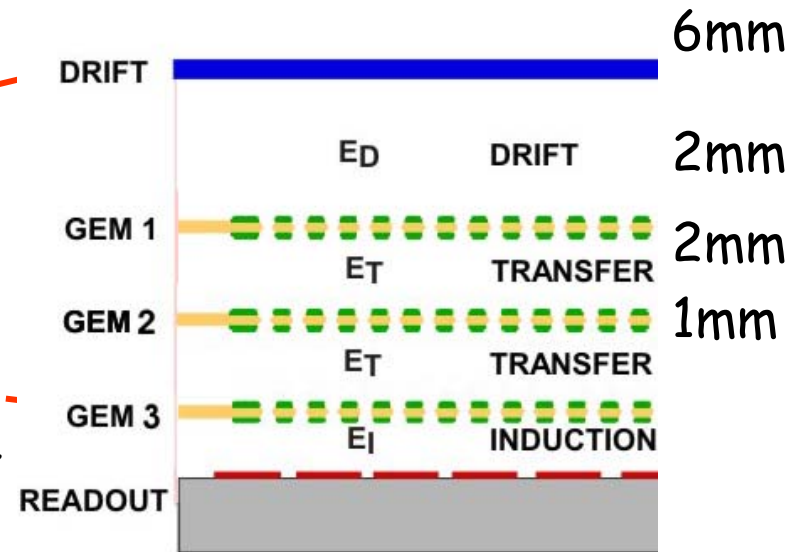 6mm
DRIFT
ED DRIFT 2mm
GEM 1
2mm
ET TRANSFER
GEM 2 1mm
ET TRANSFER
GEM 3
EI INDUCTION
READOUT